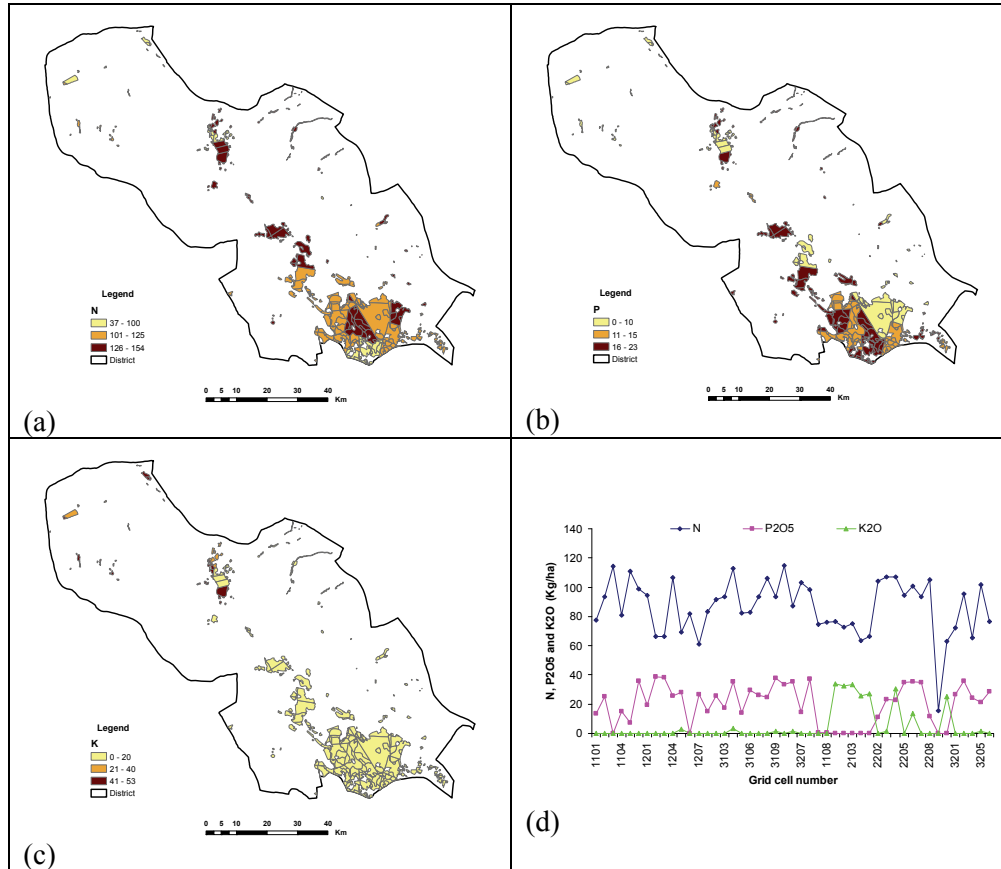 Legend
N
37 - 100
101 - 125
126 - 154
District
0 5 10 20 30 40
Km
(a)
Legend
P
0 - 10
11 - 15
16 - 23
District
0 5 10 20 30 40
Km
(b)
Legend
K
0 - 20
21 - 40
41 - 53
District
0 5 10 20 30 40
Km
(c)
N P2O5 K2O
N, P2O5 and K2O (Kg/ha)
140
120
100
80
60
40
20
0
1101 1104 1201 1204 1207 3103 3106 3109 3207 1108 2103 2202 2205 2208 3201 3205
Grid cell number
(d)